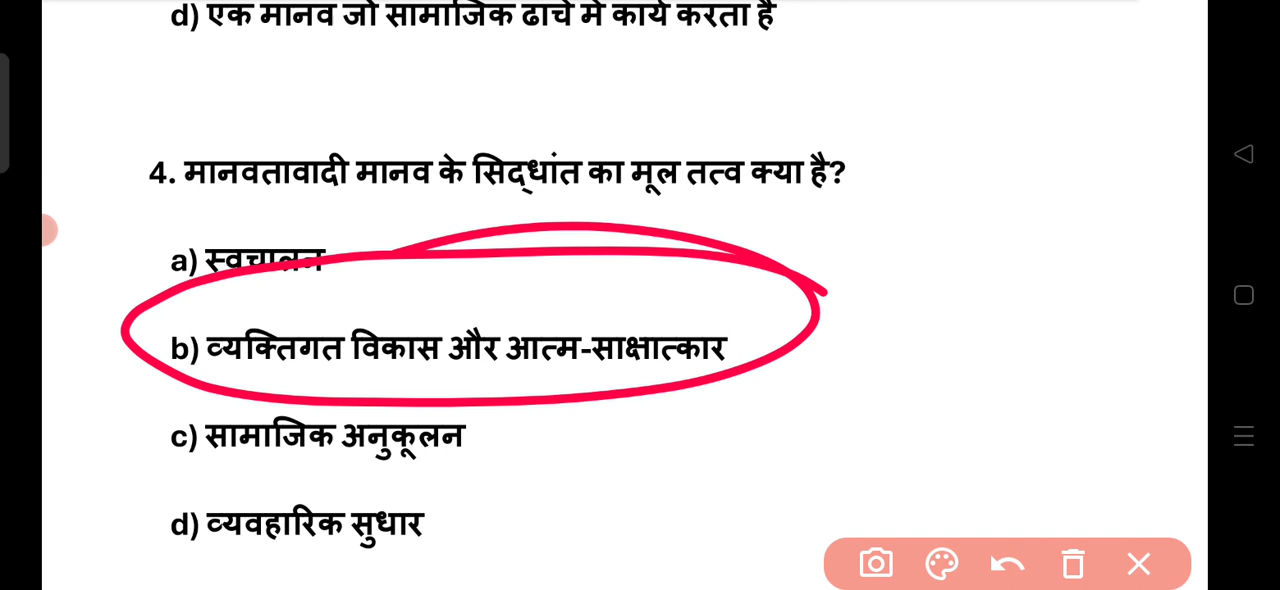 d) एक मानव जो सामाजिक ढांचे में कार्य करता है
4. मानवतावादी मानव के सिद्धांत का मूल तत्व क्या है?
a) स्वचालन
b) व्यक्तिगत विकास और आत्म-साक्षात्कार
c) सामाजिक अनुकूलन
d) व्यवहारिक सुधार